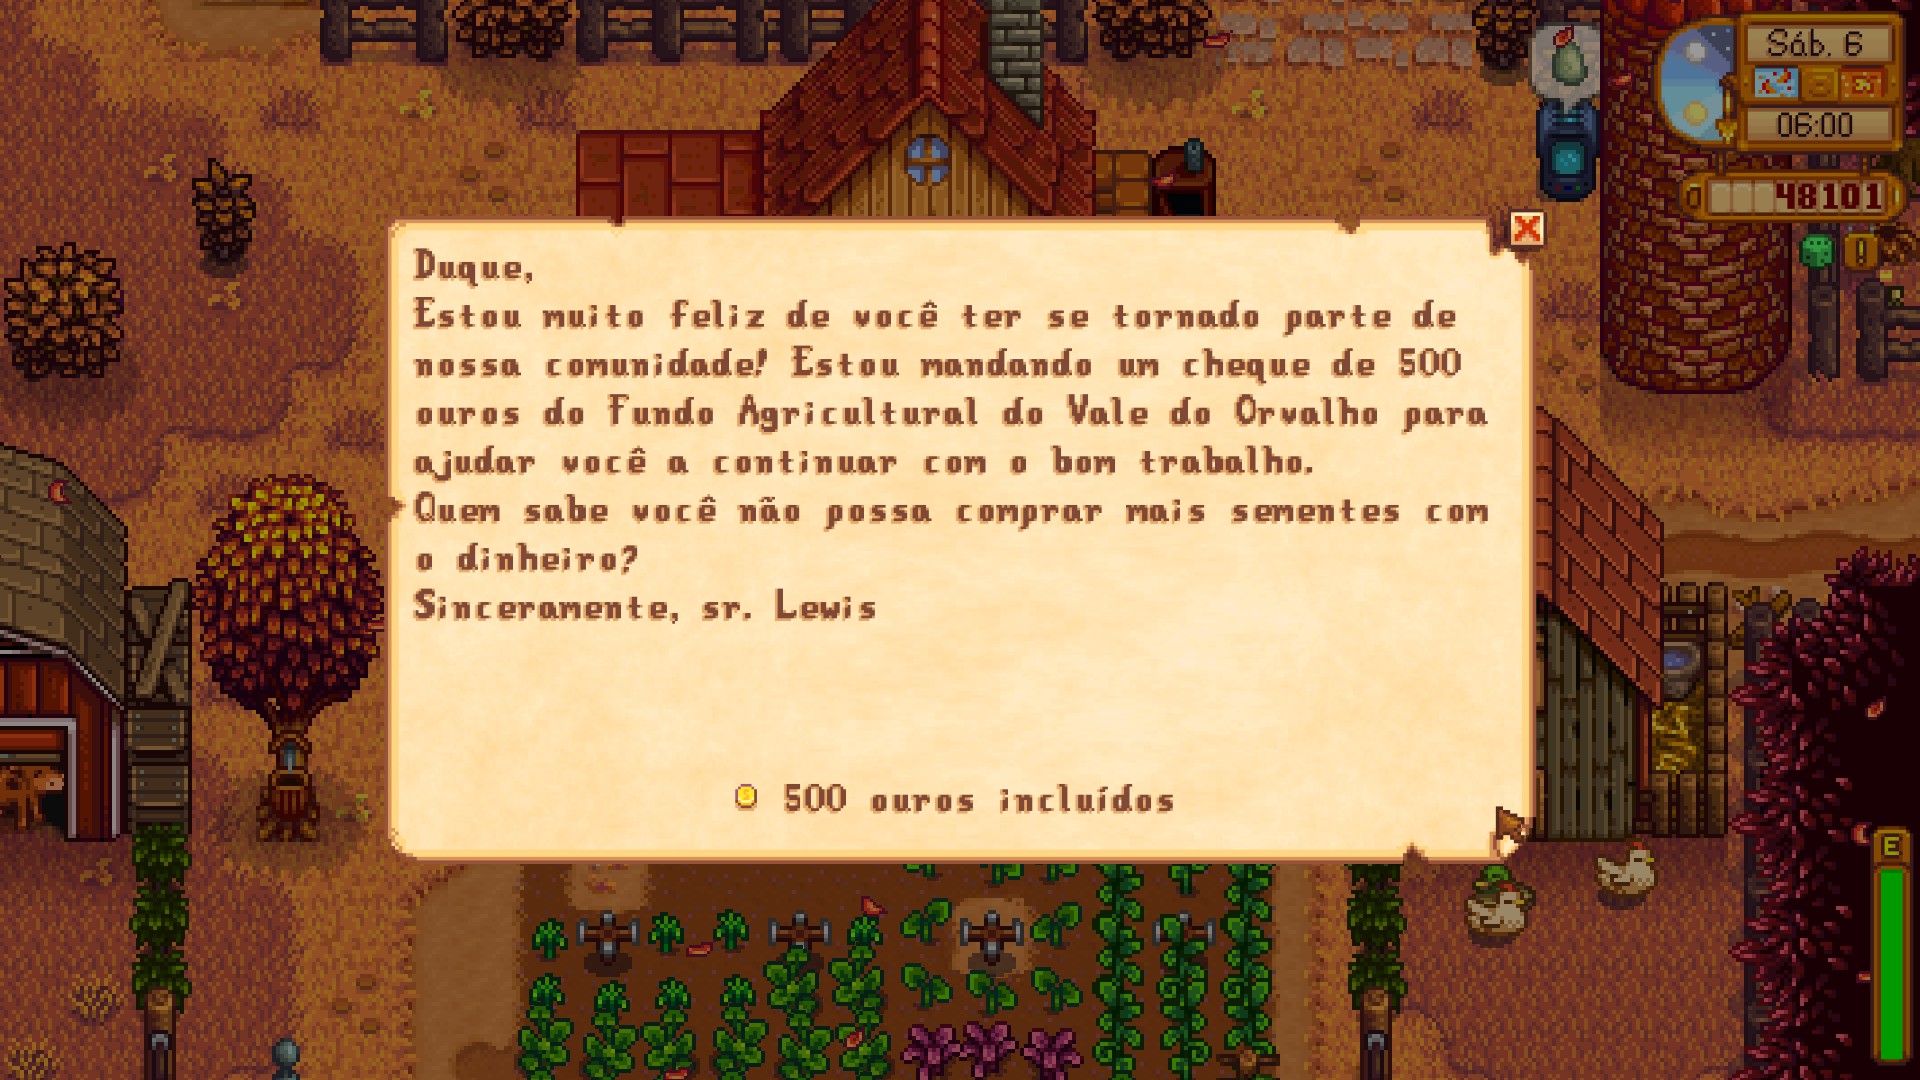 Sáb. 6
06:00
48101
Duque,
Estou muito feliz de você ter se tornado parte de
nossa comunidade! Estou mandando um cheque de 500
ouros do Fundo Agricultural do Vale do Orvalho para
ajudar você a continuar com o bom trabalho.
Quem sabe você não possa comprar mais sementes com
o dinheiro?
Sinceramente, sr. Lewis
500 ouros incluídos
E